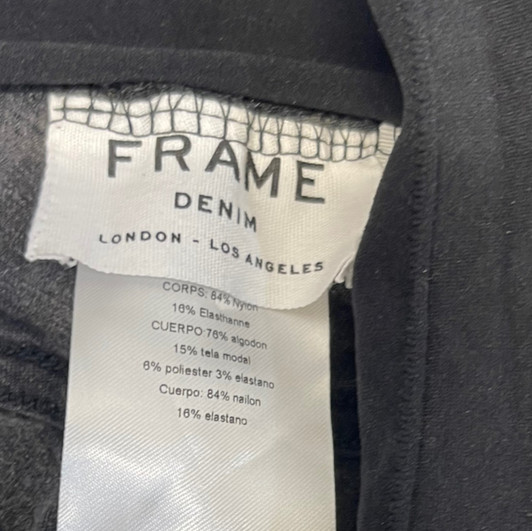 FRAME
DENIM
LONDON - LOS ANGELES
CORPS: 84% Nylon
16% Elasthanne
CUERPO:76% algodon
15% tela modal
6% poliester 3% elastano
Cuerpo: 84% nailon
16% elastano